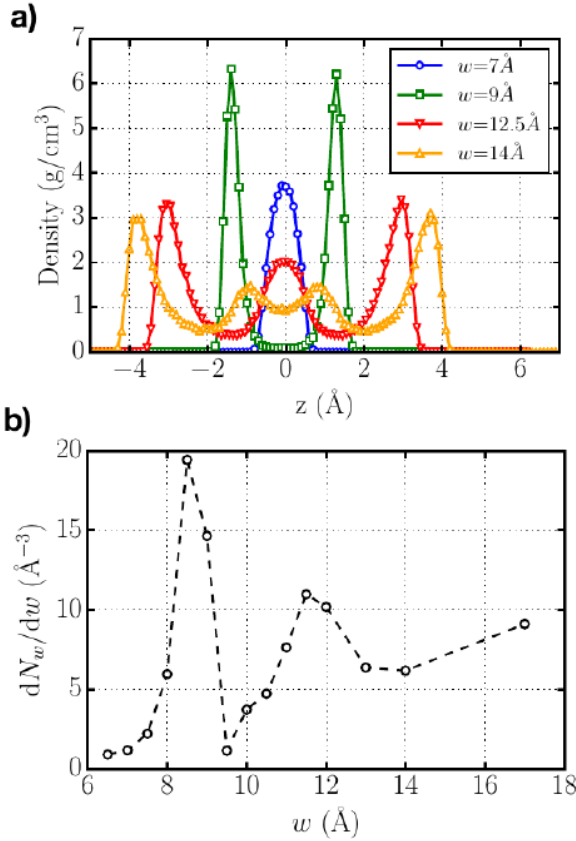 a)
7
6
5
4
3
2
1
0
Density (g/cm3)
w=7Å
w=9Å
w=12.5Å
w=14Å
−4 −2 0 2 4 6
z (Å)
b)
20
15
10
5
0
dN_w/dw (Å−3)
6 8 10 12 14 16 18
w (Å)